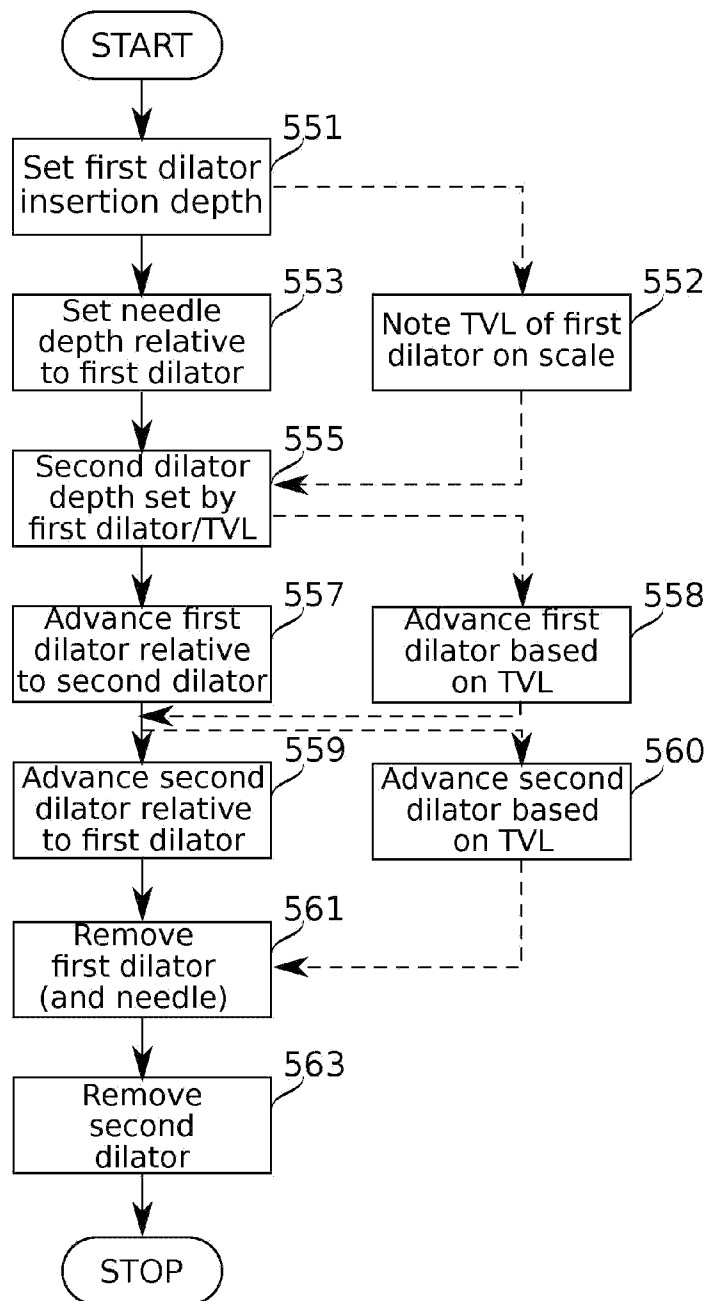 START
551
Set first dilator
insertion depth
553
Set needle
depth relative
to first dilator
552
Note TVL of first
dilator on scale
555
Second dilator
depth set by
first dilator/TVL
557
Advance first
dilator relative
to second dilator
558
Advance first
dilator based
on TVL
559
Advance second
dilator relative
to first dilator
560
Advance second
dilator based
on TVL
561
Remove
first dilator
(and needle)
563
Remove
second
dilator
STOP